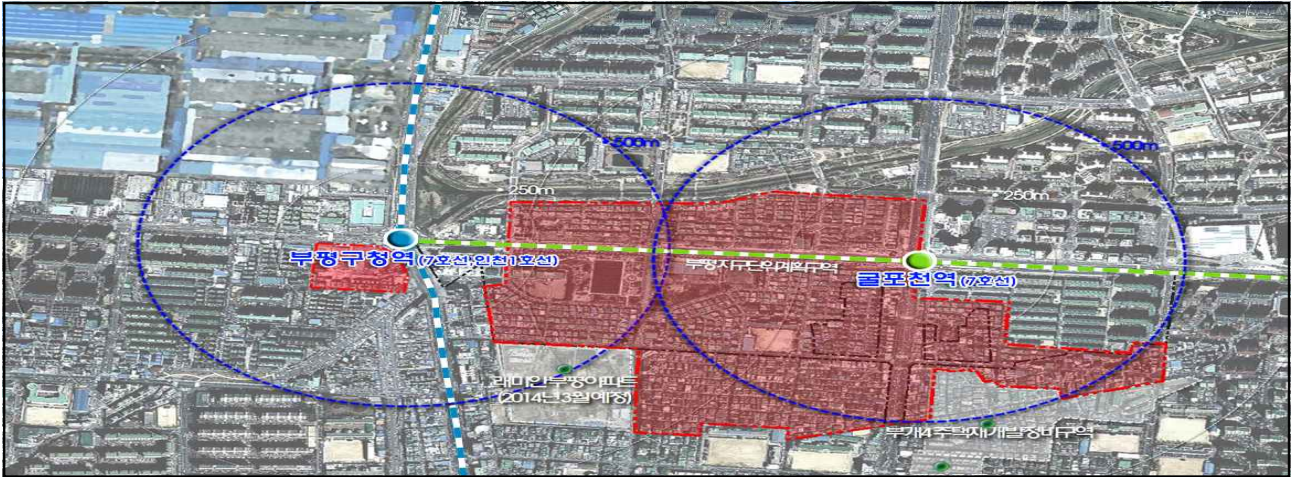 500m
500m
250m
250m
부평구청역 (7호선,인천1호선)
부평지구단위계획구역
굴포천역 (7호선)
래미안부평아파트
(2014년3월예정)
부개4주택재개발정비구역